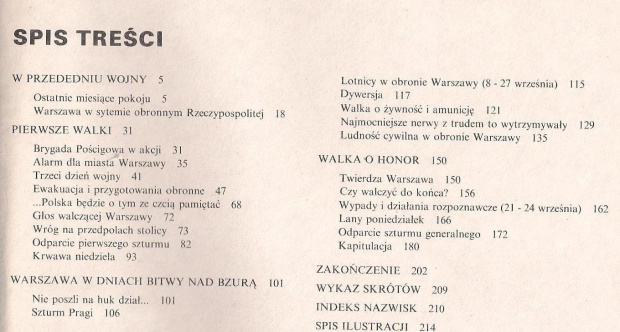 SPIS TREŚCI
W PRZEDEDNIU WOJNY 5
Ostatnie miesiące pokoju 5
Warszawa w sytemie obronnym Rzeczypospolitej 18
PIERWSZE WALKI 31
Brygada Pościgowa w akcji 31
Alarm dla miasta Warszawy 35
Trzeci dzień wojny 41
Ewakuacja i przygotowania obronne 47
...Polska będzie o tym ze czcią pamiętać 68
Głos walczącej Warszawy 72
Wróg na przedpolach stolicy 73
Odparcie pierwszego szturmu 82
Krwawa niedziela 93
WARSZAWA W DNIACH BITWY NAD BZURĄ 101
Nie poszli na huk dział... 101
Szturm Pragi 106
Lotnicy w obronie Warszawy (8 - 27 września) 115
Dywersja 117
Walka o żywność i amunicję 121
Najmocniejsze nerwy z trudem to wytrzymywały 129
Ludność cywilna w obronie Warszawy 135
WALKA O HONOR 150
Twierdza Warszawa 150
Czy walczyć do końca? 156
Wypady i działania rozpoznawcze (21 - 24 września) 162
Lany poniedziałek 166
Odparcie szturmu generalnego 172
Kapitulacja 180
ZAKOŃCZENIE 202
WYKAZ SKRÓTÓW 209
INDEKS NAZWISK 210
SPIS ILUSTRACJI 214